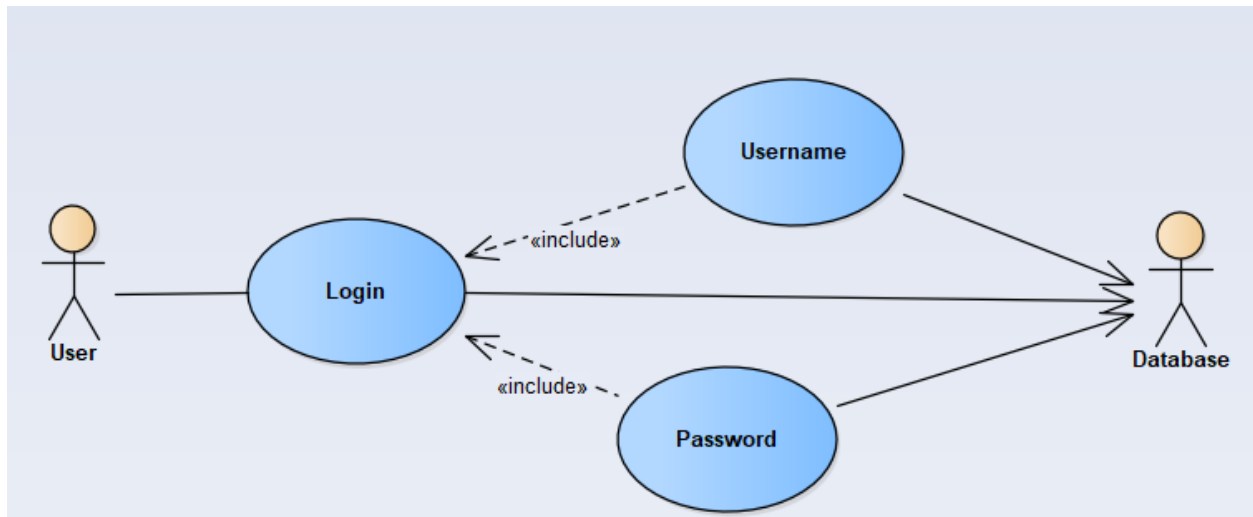 Username
«include»
Login
User
Database
«include»
Password